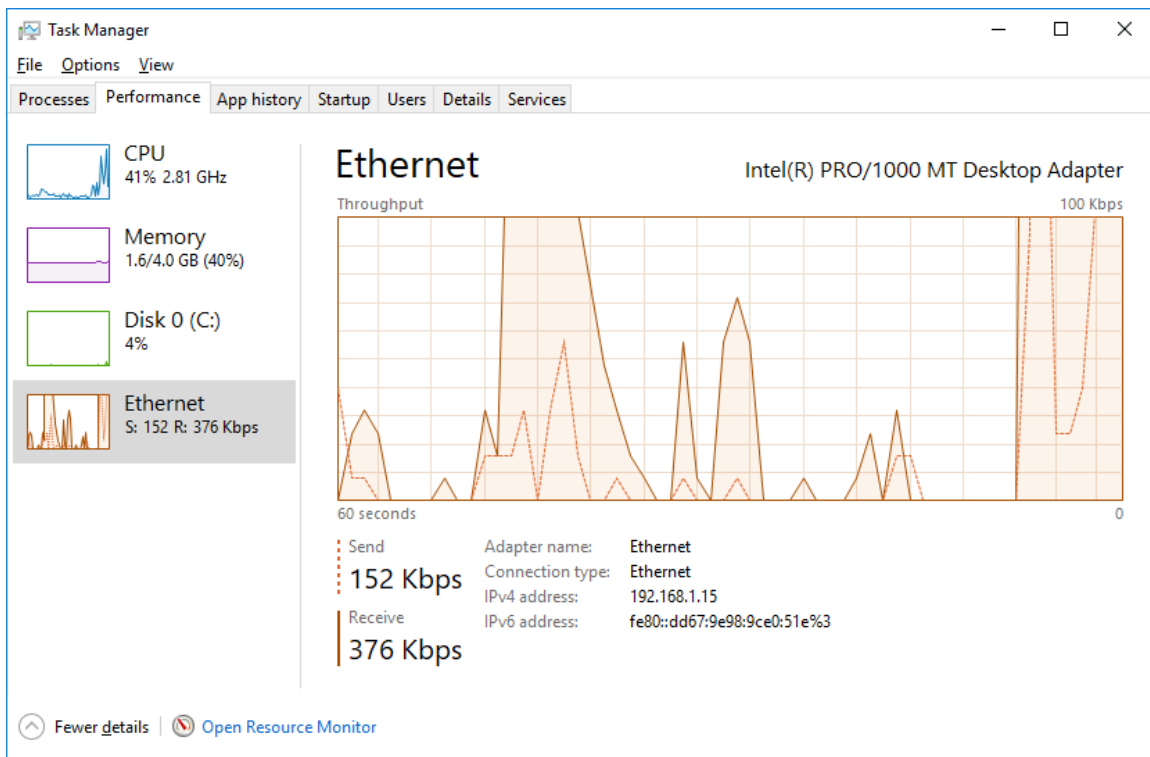 Task Manager
File Options View
Processes Performance App history Startup Users Details Services
CPU
41% 2.81 GHz
Memory
1.6/4.0 GB (40%)
Disk 0 (C:)
4%
Ethernet
S: 152 R: 376 Kbps
Ethernet Intel(R) PRO/1000 MT Desktop Adapter
Throughput 100 Kbps
60 seconds 0
Send
152 Kbps
Receive
376 Kbps
Adapter name: Ethernet
Connection type: Ethernet
IPv4 address: 192.168.1.15
IPv6 address: fe80::dd67:9e98:9ce0:51e%3
Fewer details Open Resource Monitor